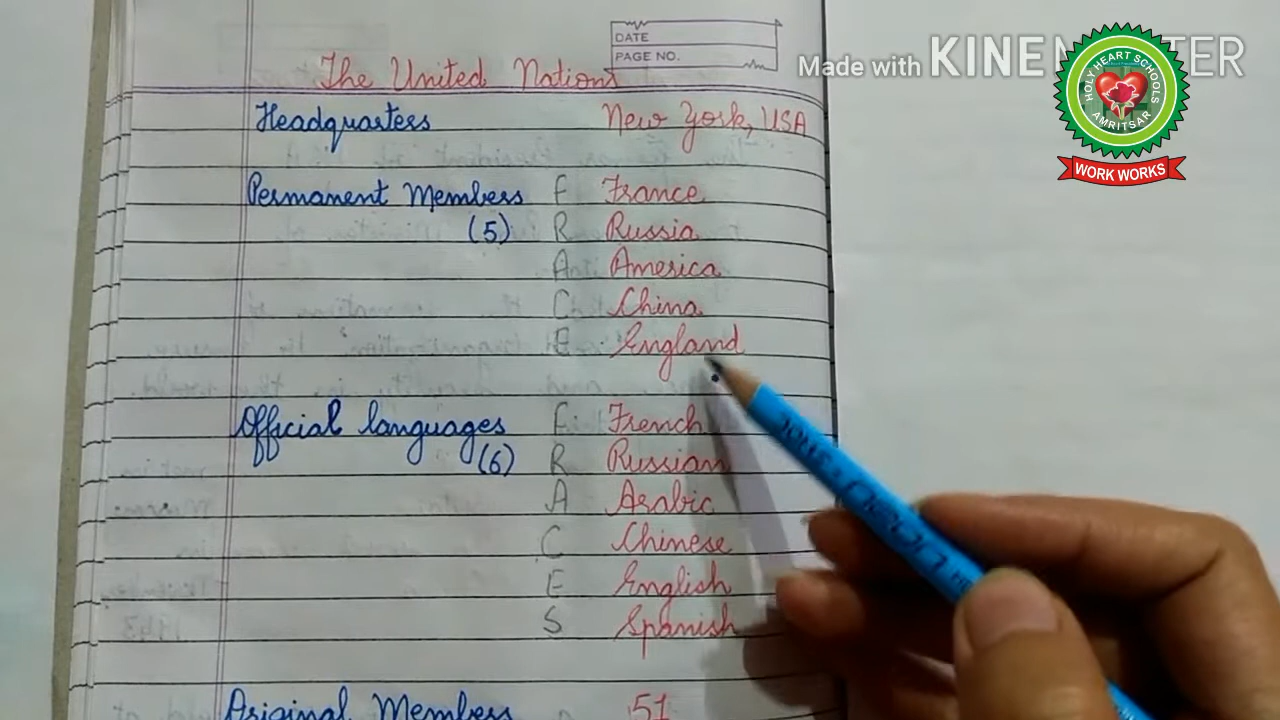 DATE
PAGE NO.
Made with KINEMASTER
HOLY HEART SCHOOLS
AMRITSAR
WORK WORKS
The United Nations
Headquarters New York, USA
Permanent Members F France
(5) R Russia
A America
C China
E England
Official languages F French
(6) R Russian
A Arabic
C Chinese
E English
S Spanish
Original Members 51